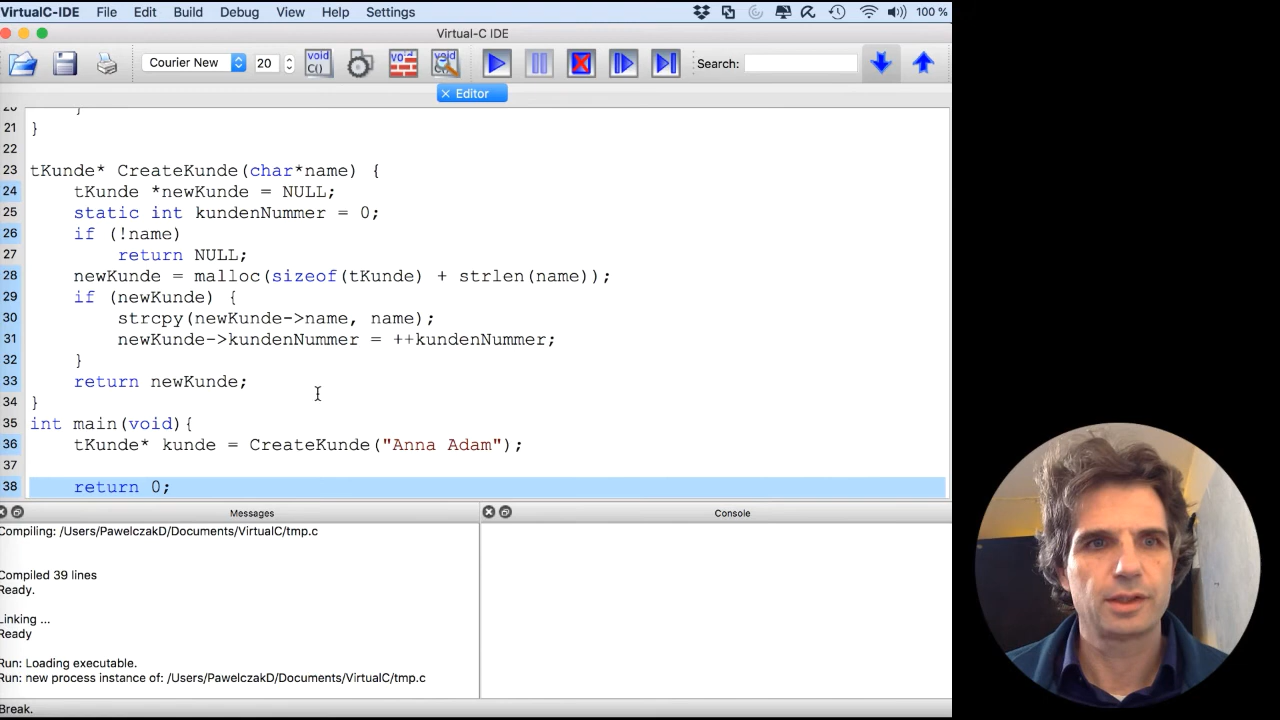 VirtualC-IDE File Edit Build Debug View Help Settings 100 %
Virtual-C IDE
Courier New 20 void C() void void C() Search:
Editor
20 }
21 }
22
23 tKunde* CreateKunde(char*name) {
24 tKunde *newKunde = NULL;
25 static int kundenNummer = 0;
26 if (!name)
27 return NULL;
28 newKunde = malloc(sizeof(tKunde) + strlen(name));
29 if (newKunde) {
30 strcpy(newKunde->name, name);
31 newKunde->kundenNummer = ++kundenNummer;
32 }
33 return newKunde;
34 }
35 int main(void){
36 tKunde* kunde = CreateKunde("Anna Adam");
37
38 return 0;
Messages
Compiling: /Users/PawelczakD/Documents/VirtualC/tmp.c
Compiled 39 lines
Ready.
Linking ...
Ready
Run: Loading executable.
Run: new process instance of: /Users/PawelczakD/Documents/VirtualC/tmp.c
Console
Break.